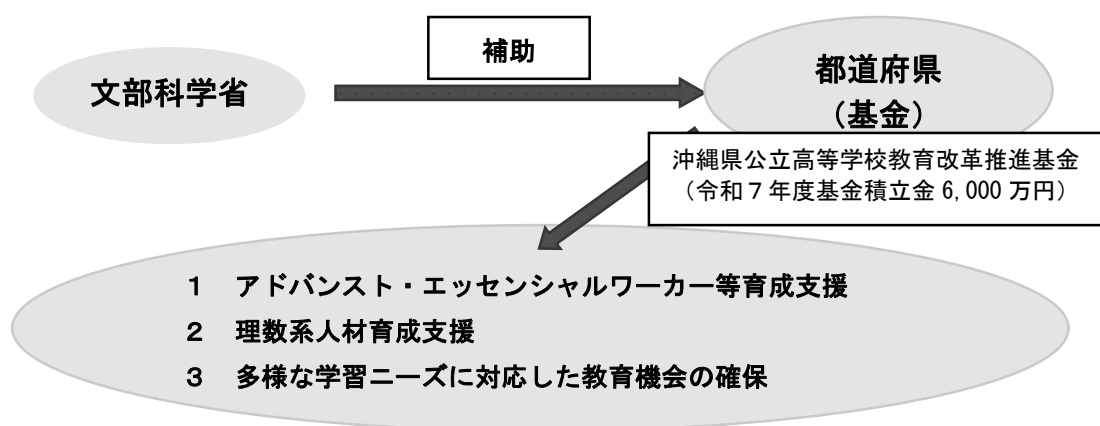 補助
文部科学省
都道府県
（基金）
沖縄県公立高等学校教育改革推進基金
（令和７年度基金積立金 6,000 万円）
１　アドバンスト・エッセンシャルワーカー等育成支援
２　理数系人材育成支援
３　多様な学習ニーズに対応した教育機会の確保